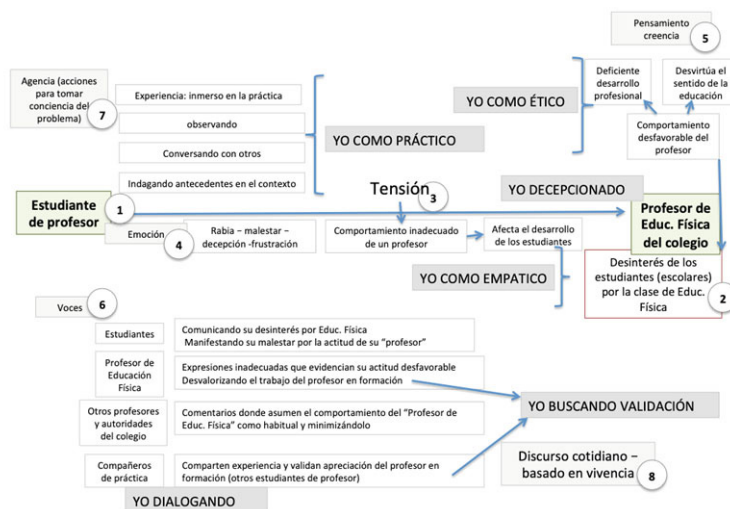 Pensamiento
creencia
5
Agencia (acciones
para tomar
conciencia del
problema)
7
Experiencia: inmerso en la práctica
observando
Conversando con otros
Indagando antecedentes en el contexto
YO COMO PRÁCTICO
YO COMO ÉTICO
Deficiente
desarrollo
profesional
Desvirtúa el
sentido de la
educación
Comportamiento
desfavorable del
profesor
Estudiante
de profesor
1
Tensión
3
YO DECEPCIONADO
Profesor de
Educ. Física
del colegio
Emoción
4
Rabia – malestar –
decepción -frustración
Comportamiento inadecuado
de un profesor
Afecta el desarrollo
de los estudiantes
YO COMO EMPATICO
Desinterés de los
estudiantes (escolares)
por la clase de Educ.
Física
2
Voces
6
Estudiantes
Comunicando su desinterés por Educ. Física
Manifestando su malestar por la actitud de su "profesor"
Profesor de
Educación
Física
Expresiones inadecuadas que evidencian su actitud desfavorable
Desvalorizando el trabajo del profesor en formación
Otros profesores
y autoridades
del colegio
Comentarios donde asumen el comportamiento del "Profesor de
Educ. Física" como habitual y minimizándolo
Compañeros
de práctica
Comparten experiencia y validan apreciación del profesor en
formación (otros estudiantes de profesor)
YO DIALOGANDO
YO BUSCANDO VALIDACIÓN
Discurso cotidiano –
basado en vivencia
8